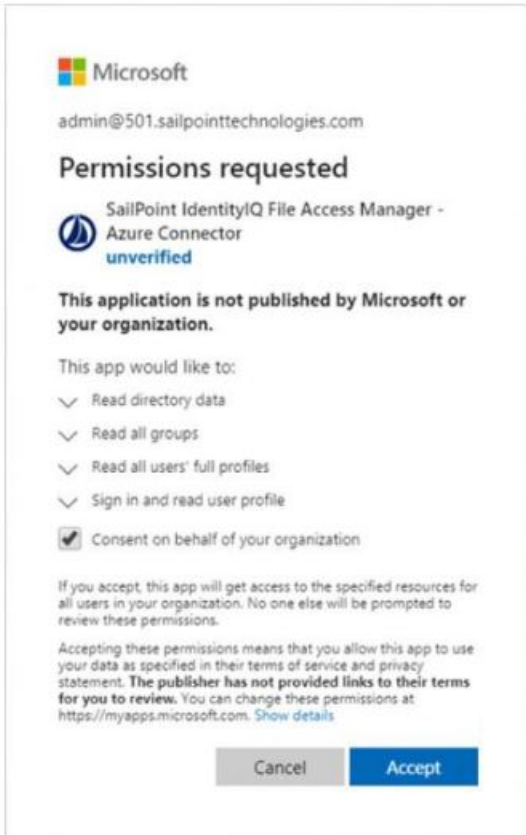 Microsoft
admin@501.sailpointtechnologies.com
Permissions requested
SailPoint IdentityIQ File Access Manager -
Azure Connector
unverified
This application is not published by Microsoft or
your organization.
This app would like to:
Read directory data
Read all groups
Read all users' full profiles
Sign in and read user profile
Consent on behalf of your organization
If you accept, this app will get access to the specified resources for
all users in your organization. No one else will be prompted to
review these permissions.
Accepting these permissions means that you allow this app to use
your data as specified in their terms of service and privacy
statement. The publisher has not provided links to their terms
for you to review. You can change these permissions at
https://myapps.microsoft.com. Show details
Cancel
Accept